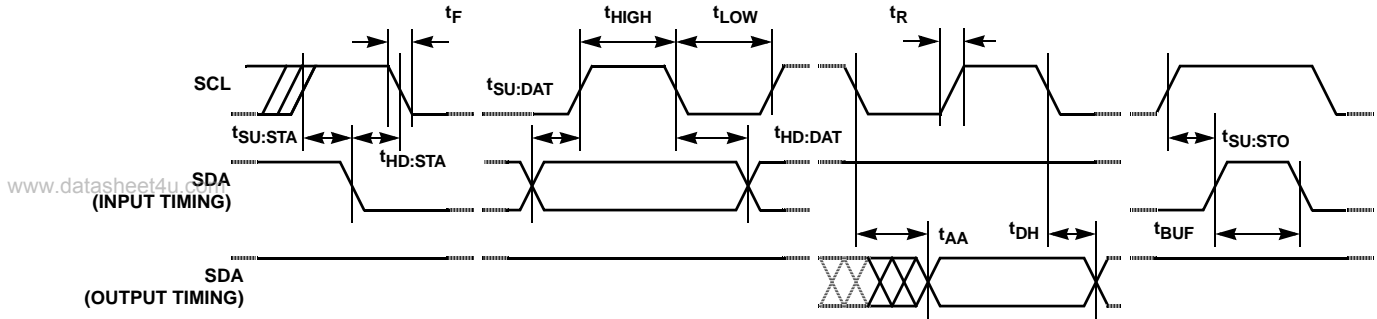 tF
tHIGH
tLOW
tR
SCL
tSU:DAT
tSU:STA
tHD:STA
tHD:DAT
tSU:STO
www.datasheet4u.com
SDA
(INPUT TIMING)
tAA
tDH
tBUF
SDA
(OUTPUT TIMING)